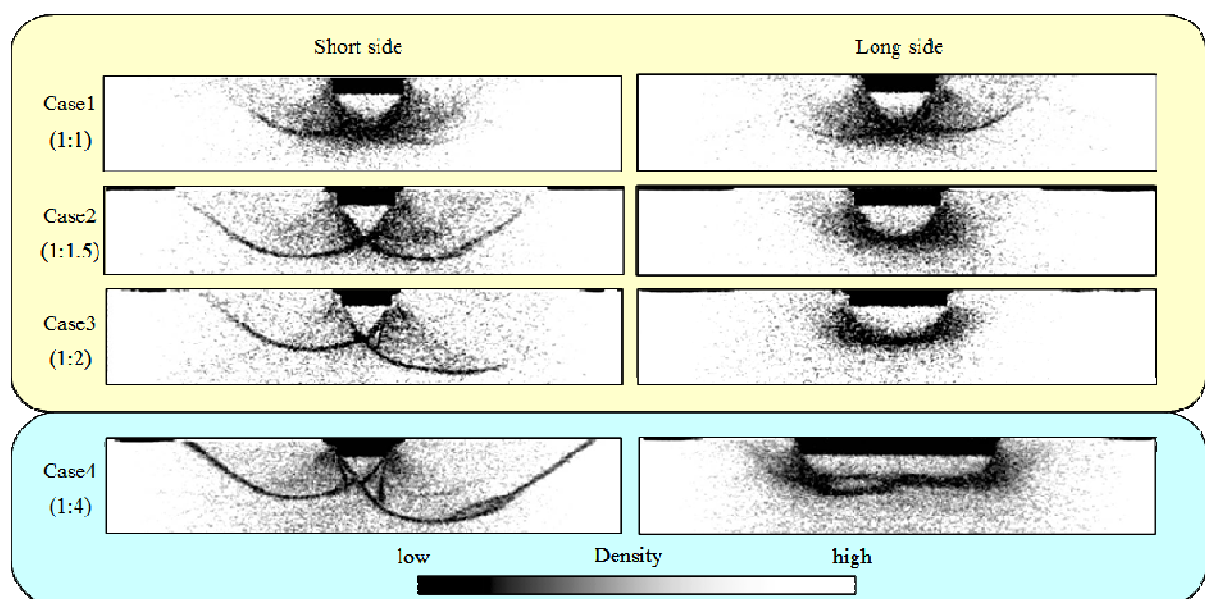 Short side
Long side
Case1
(1:1)
Case2
(1:1.5)
Case3
(1:2)
Case4
(1:4)
low Density high